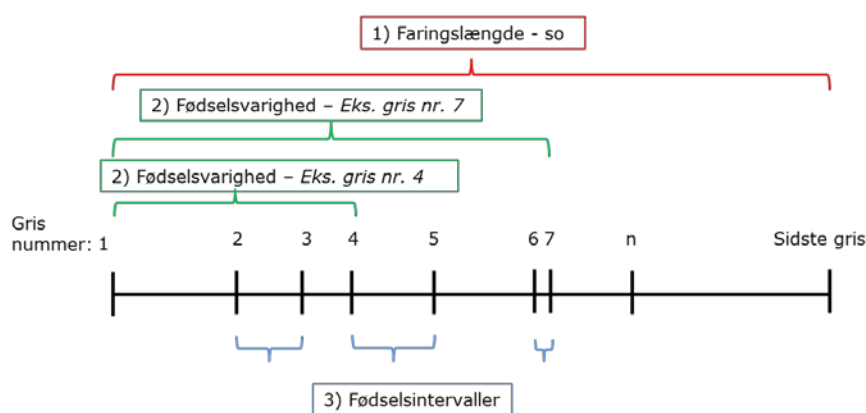 1) Faringslængde - so
2) Fødselsvarighed – Eks. gris nr. 7
2) Fødselsvarighed – Eks. gris nr. 4
Gris
nummer: 1 2 3 4 5 6 7 n Sidste gris
3) Fødselsintervaller